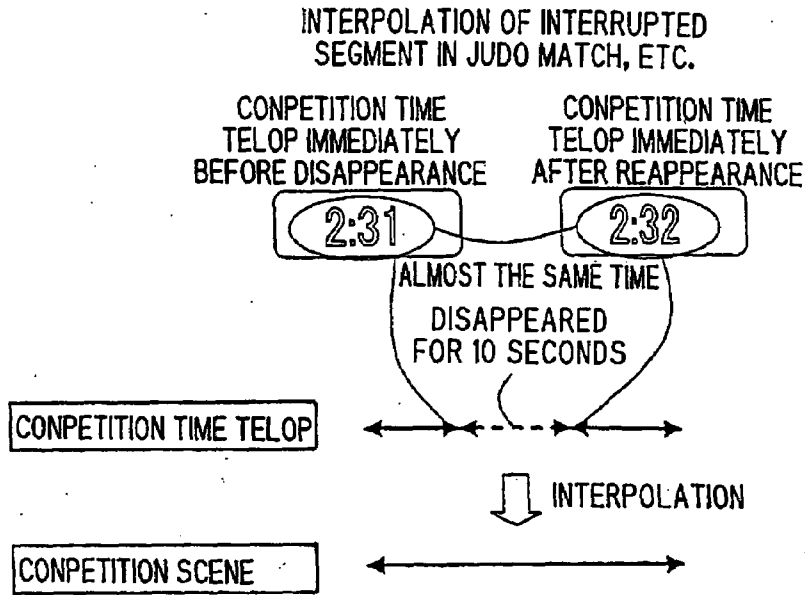 INTERPOLATION OF INTERRUPTED
SEGMENT IN JUDO MATCH, ETC.
CONPETITION TIME
TELOP IMMEDIATELY
BEFORE DISAPPEARANCE
CONPETITION TIME
TELOP IMMEDIATELY
AFTER REAPPEARANCE
2:31
2:32
ALMOST THE SAME TIME
DISAPPEARED
FOR 10 SECONDS
CONPETITION TIME TELOP
INTERPOLATION
CONPETITION SCENE